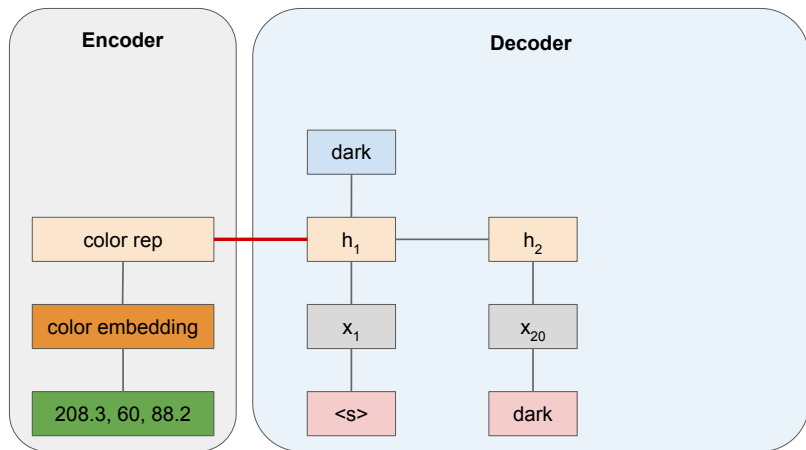 Encoder
Decoder
dark
color rep
h₁
h₂
color embedding
x₁
x₂₀
208.3, 60, 88.2
<s>
dark